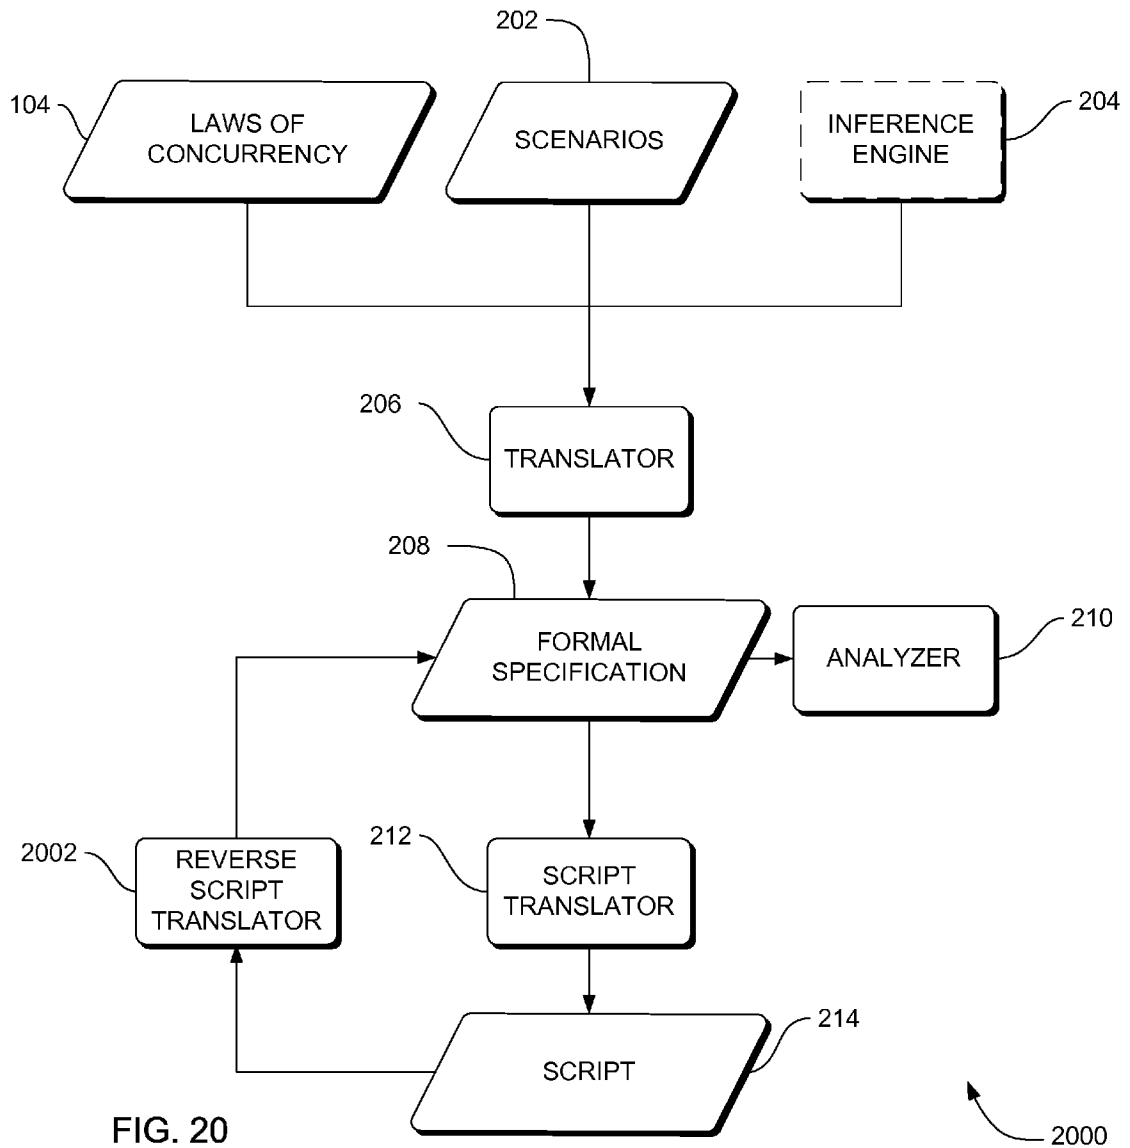 202
104
LAWS OF
CONCURRENCY
SCENARIOS
INFERENCE
ENGINE
204
206
TRANSLATOR
208
FORMAL
SPECIFICATION
ANALYZER
210
2002
REVERSE
SCRIPT
TRANSLATOR
212
SCRIPT
TRANSLATOR
214
SCRIPT
FIG. 20
2000